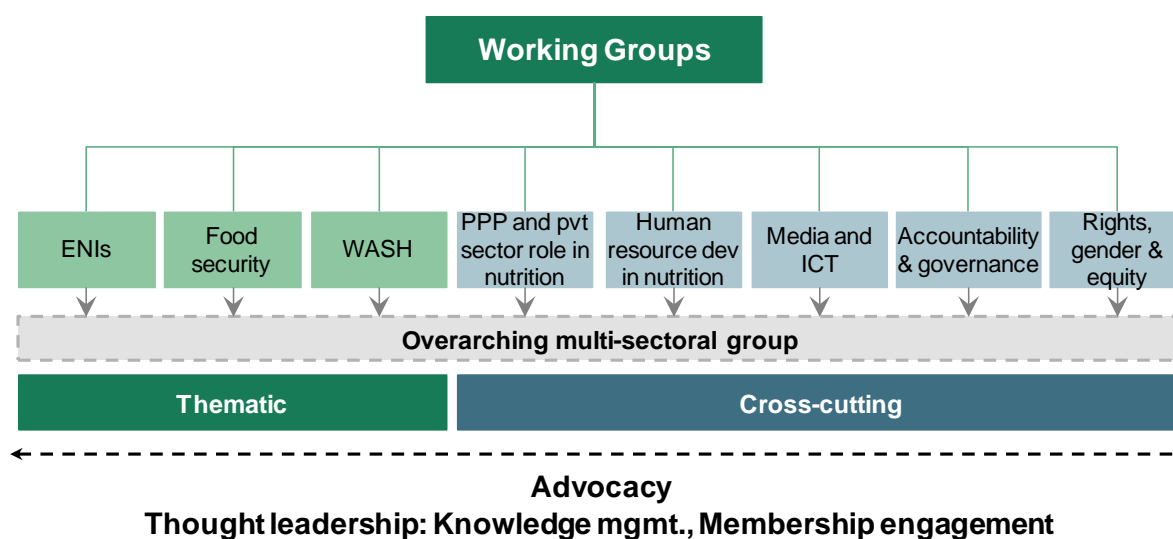 Working Groups
ENIs
Food
security
WASH
PPP and pvt
sector role in
nutrition
Human
resource dev
in nutrition
Media and
ICT
Accountability
& governance
Rights,
gender &
equity
Overarching multi-sectoral group
Thematic
Cross-cutting
Advocacy
Thought leadership: Knowledge mgmt., Membership engagement